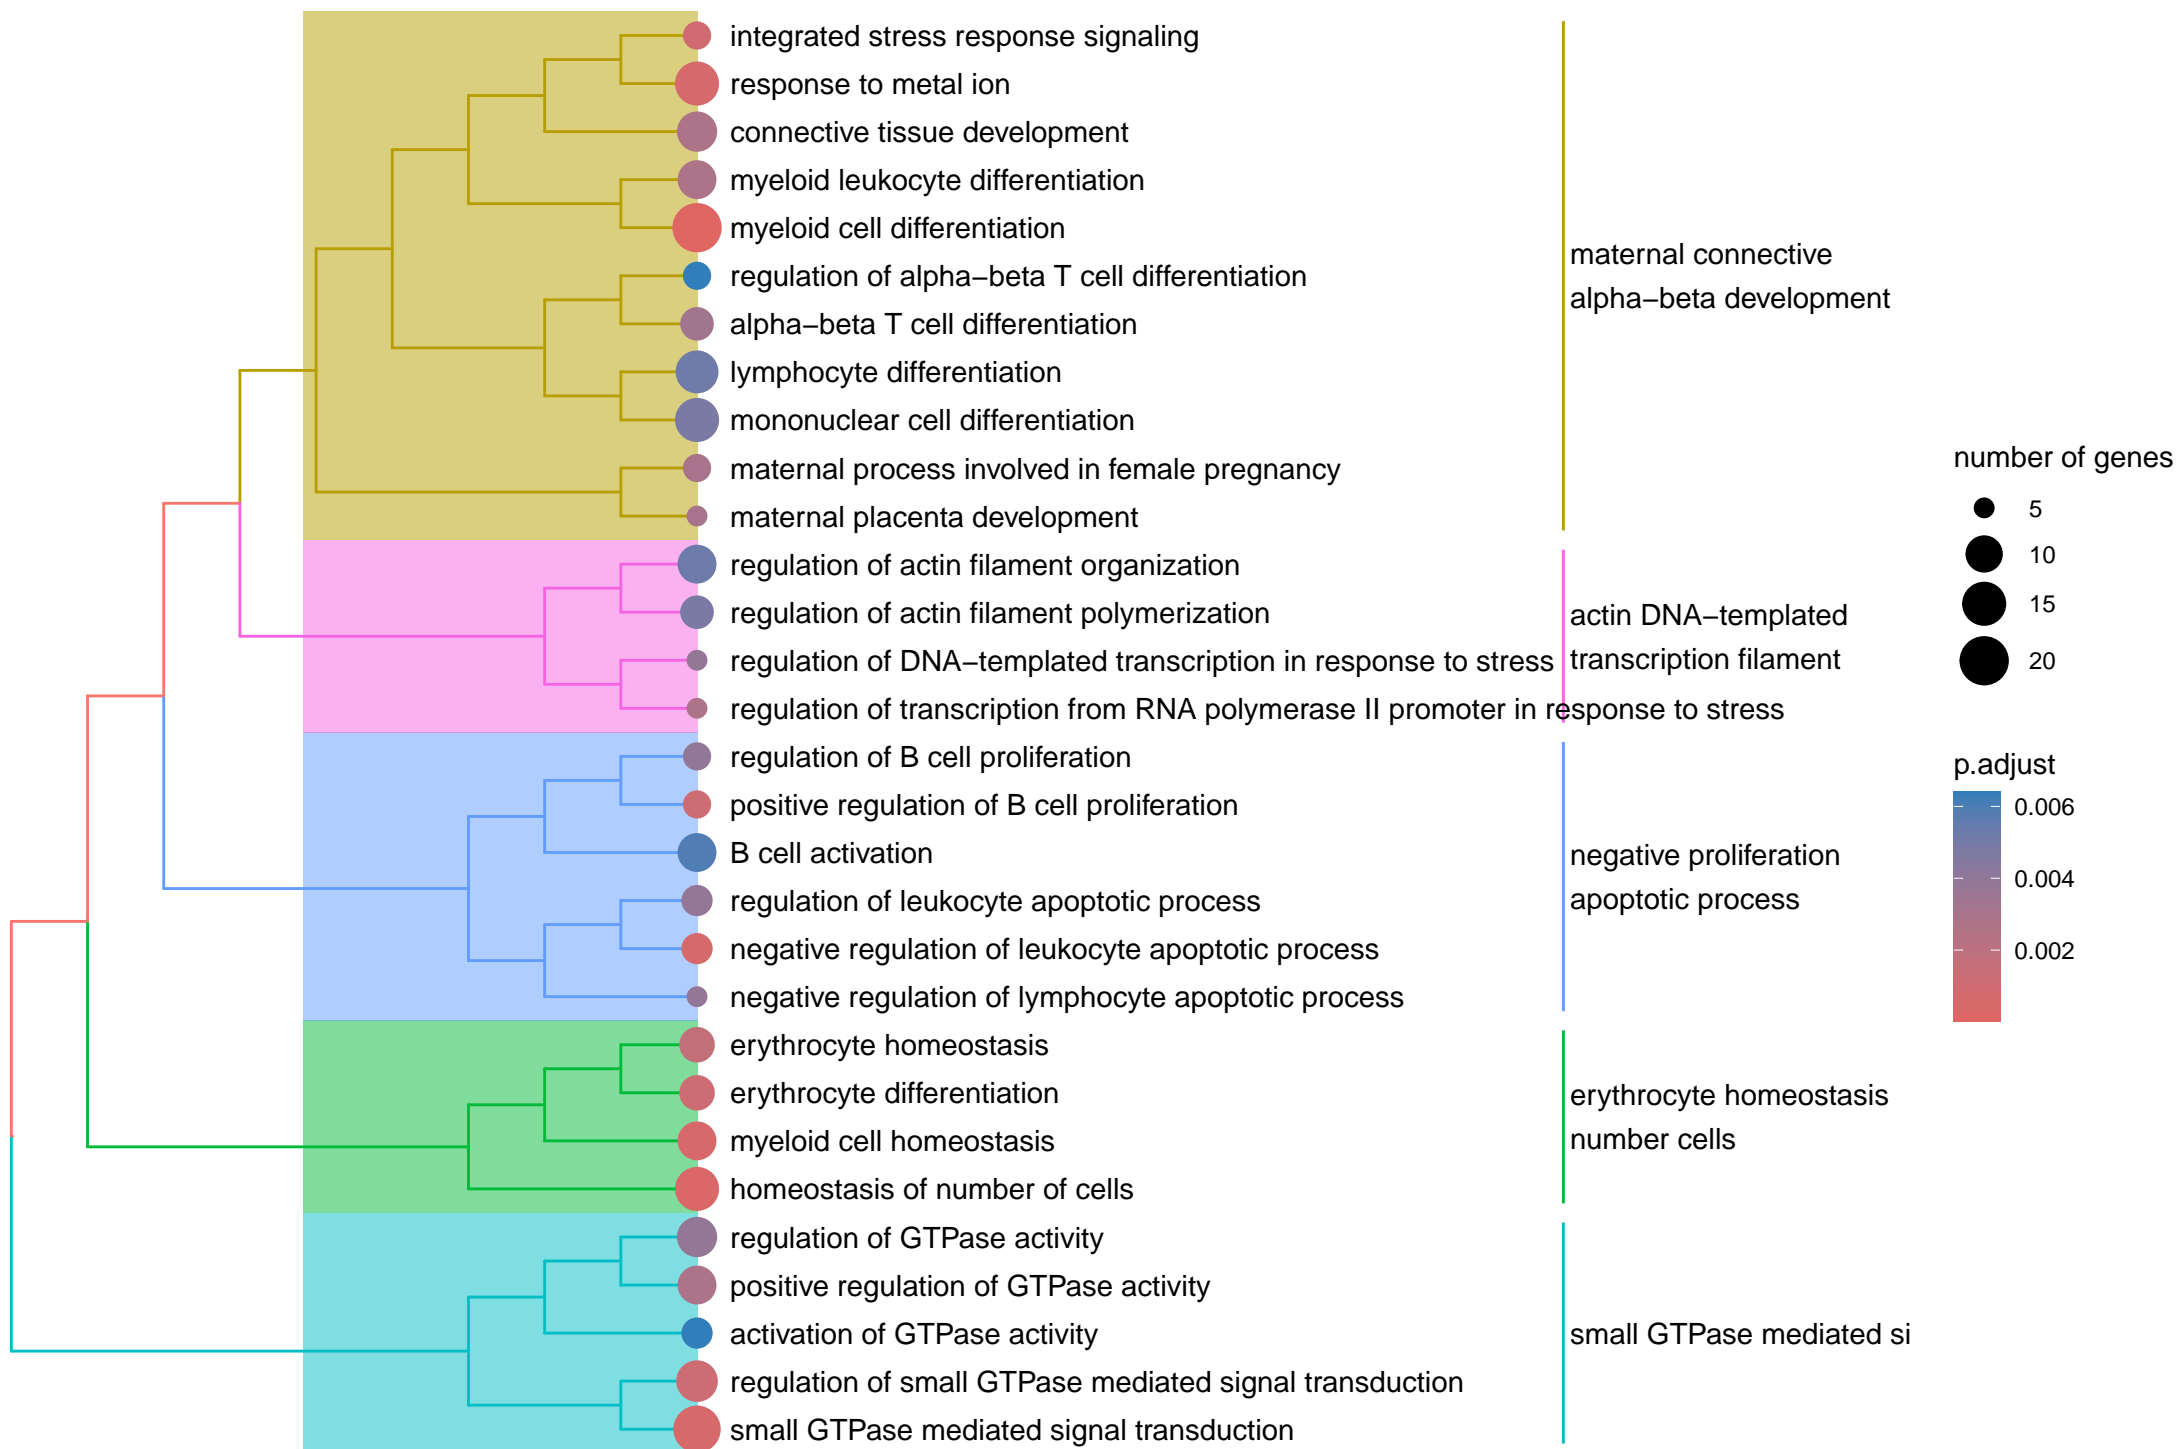 integrated stress response signaling
response to metal ion
connective tissue development
myeloid leukocyte differentiation
myeloid cell differentiation
regulation of alpha−beta T cell differentiation
alpha−beta T cell differentiation
lymphocyte differentiation
mononuclear cell differentiation
maternal process involved in female pregnancy
maternal placenta development
regulation of actin filament organization
regulation of actin filament polymerization
regulation of DNA−templated transcription in response to stress
regulation of transcription from RNA polymerase II promoter in response to stress
regulation of B cell proliferation
positive regulation of B cell proliferation
B cell activation
regulation of leukocyte apoptotic process
negative regulation of leukocyte apoptotic process
negative regulation of lymphocyte apoptotic process
erythrocyte homeostasis
erythrocyte differentiation
myeloid cell homeostasis
homeostasis of number of cells
regulation of GTPase activity
positive regulation of GTPase activity
activation of GTPase activity
regulation of small GTPase mediated signal transduction
small GTPase mediated signal transduction
maternal connective
alpha−beta development
actin DNA−templated
transcription filament
negative proliferation
apoptotic process
erythrocyte homeostasis
number cells
small GTPase mediated si
number of genes
5
10
15
20
p.adjust
0.006
0.004
0.002